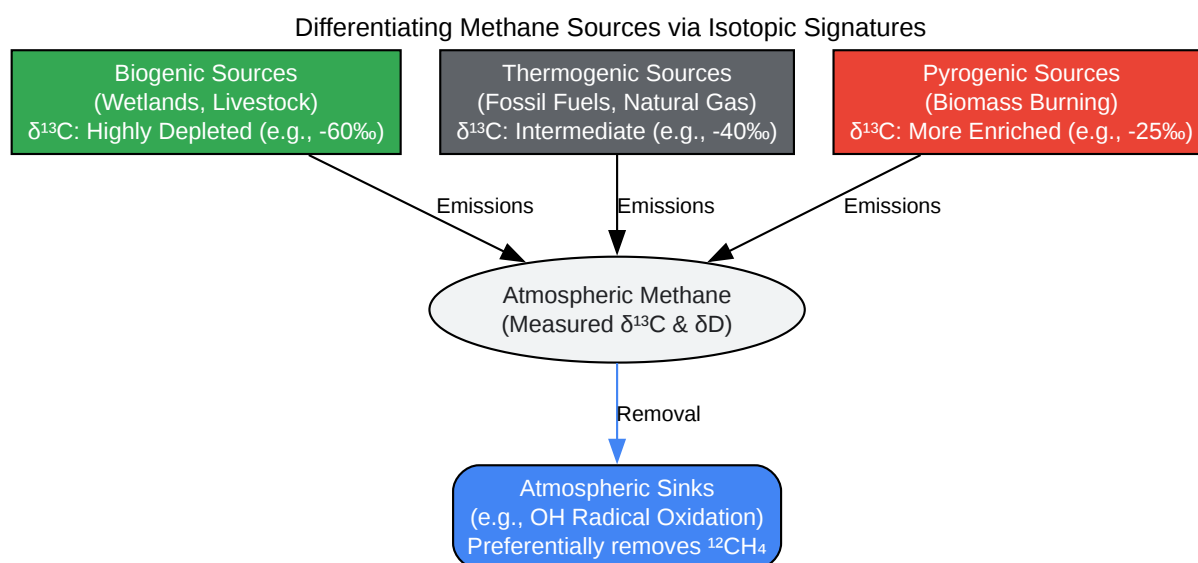 Differentiating Methane Sources via Isotopic Signatures
Biogenic Sources
(Wetlands, Livestock)
δ¹³C: Highly Depleted (e.g., -60‰)
Thermogenic Sources
(Fossil Fuels, Natural Gas)
δ¹³C: Intermediate (e.g., -40‰)
Pyrogenic Sources
(Biomass Burning)
δ¹³C: More Enriched (e.g., -25‰)
Emissions
Emissions
Emissions
Atmospheric Methane
(Measured δ¹³C & δD)
Removal
Atmospheric Sinks
(e.g., OH Radical Oxidation)
Preferentially removes ¹²CH₄